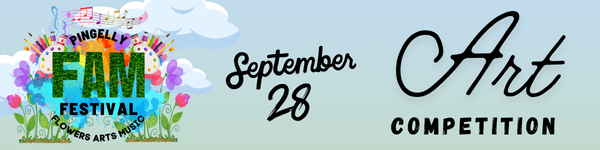 PINGELLY
FAM
FESTIVAL
FLOWERS ARTS MUSIC
September
28
Art
COMPETITION